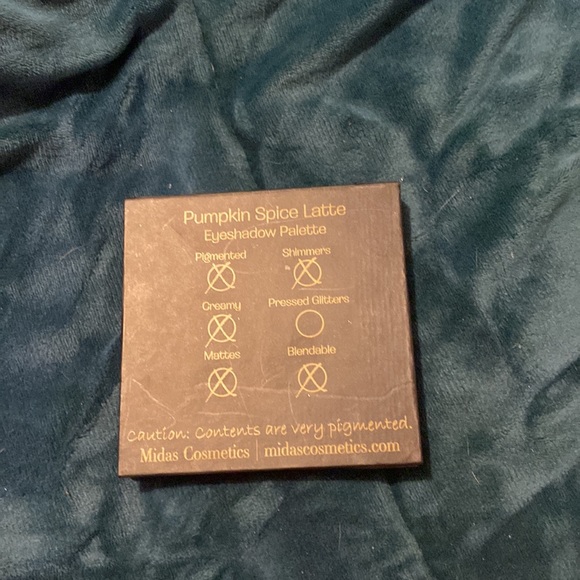 Pumpkin Spice Latte
Eyeshadow Palette
Pigmented Shimmers
Creamy Pressed Glitters
Mattes Blendable
Caution: Contents are very pigmented.
Midas Cosmetics | midascosmetics.com